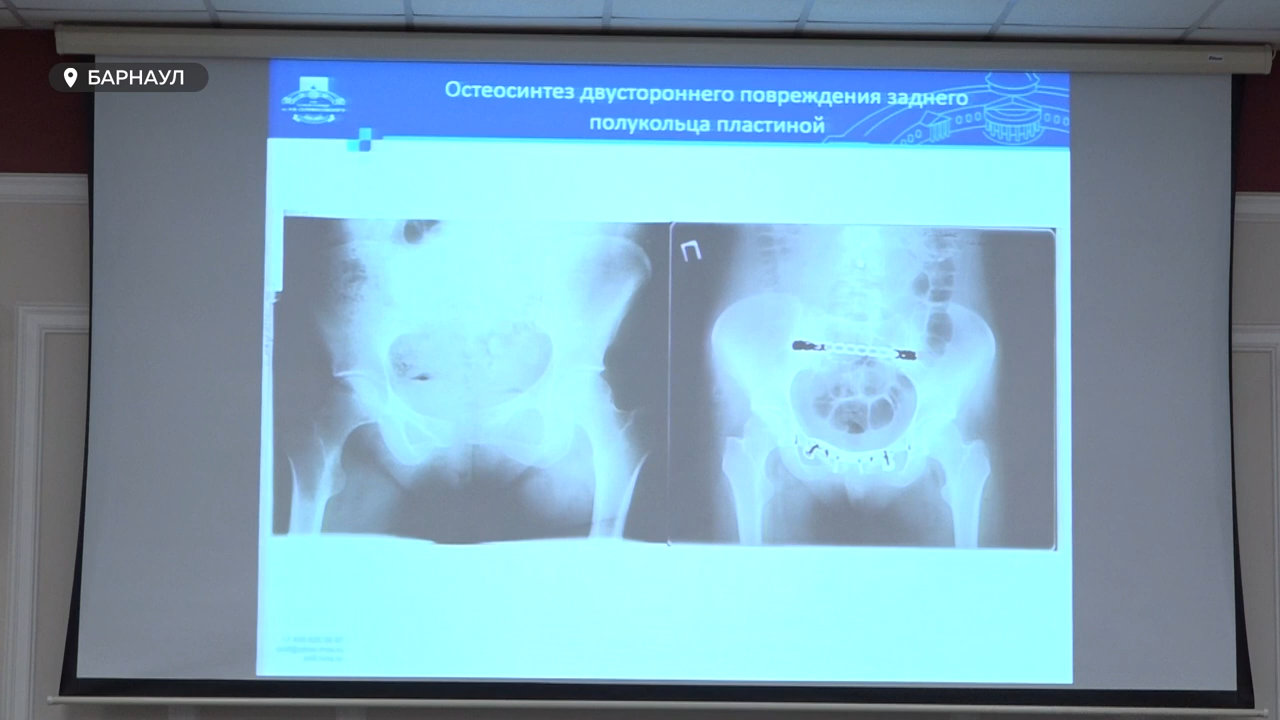 БАРНАУЛ
Остеосинтез двустороннего повреждения заднего
полукольца пластиной
П